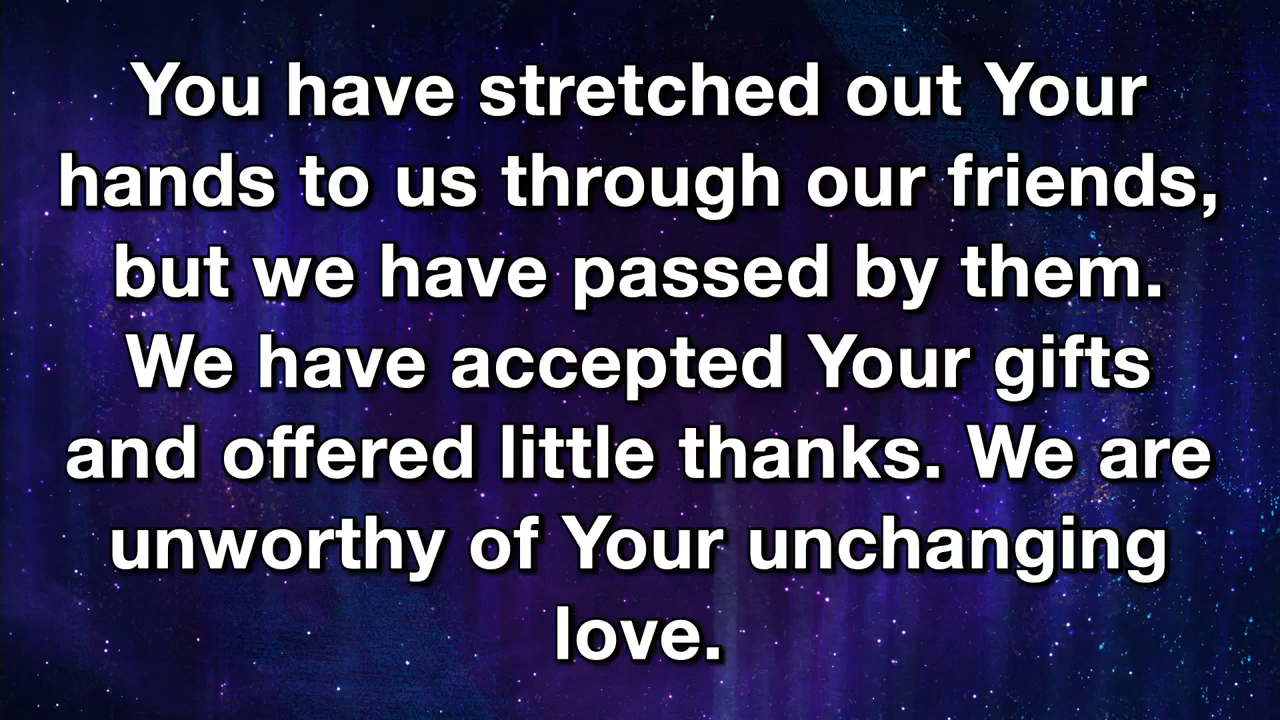 You have stretched out Your
hands to us through our friends,
but we have passed by them.
We have accepted Your gifts
and offered little thanks. We are
unworthy of Your unchanging
love.